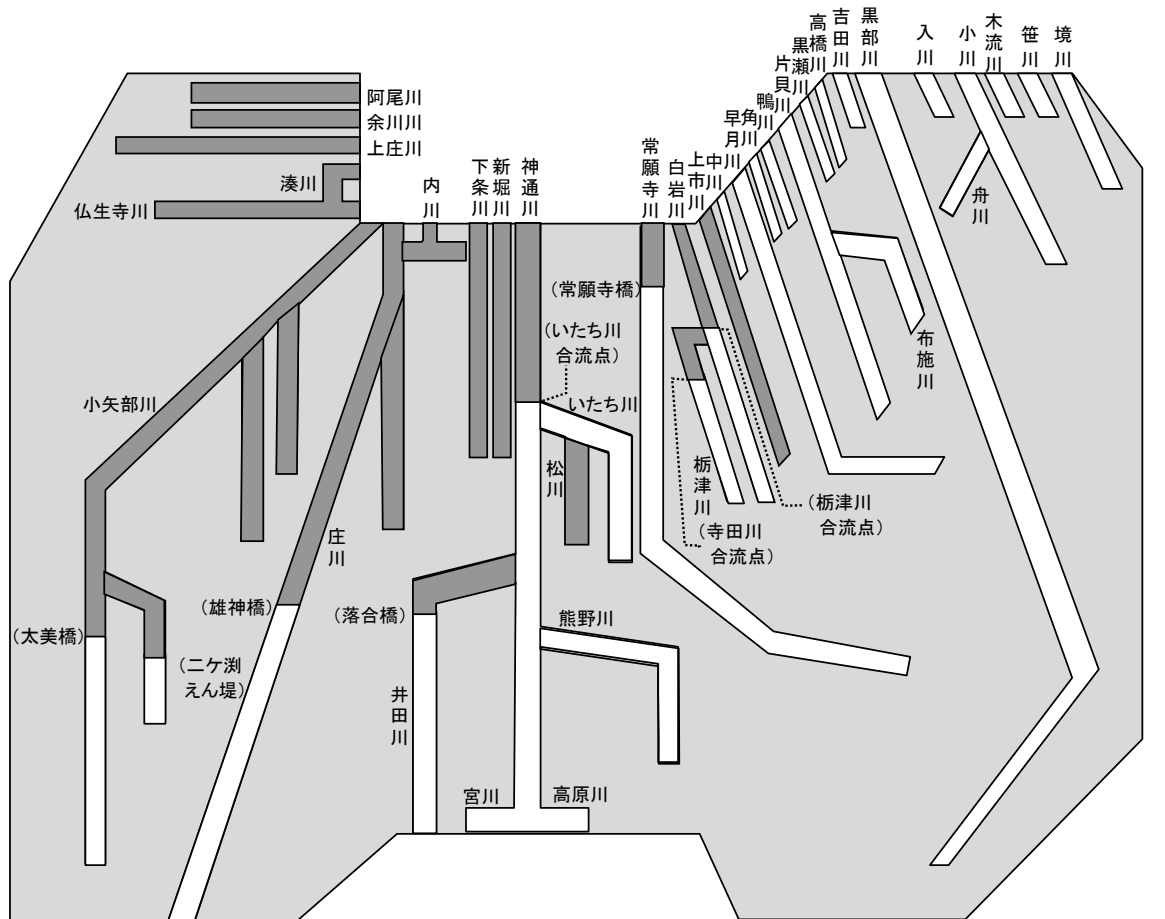 阿尾川
余川川
上庄川
湊川
仏生寺川
内川
下条川
新堀川
神通川
常願寺川
白岩川
上市川
中川
早月川
角川
鴨川
片貝川
黒瀬川
高橋川
吉田川
黒部川
入川
小川
木流川
笹川
境川
舟川
布施川
(常願寺橋)
(いたち川
合流点)
いたち川
小矢部川
松川
栃津川
(栃津川
合流点)
(寺田川
合流点)
庄川
(雄神橋)
(落合橋)
(太美橋)
(二ケ渕
えん堤)
熊野川
井田川
宮川
高原川